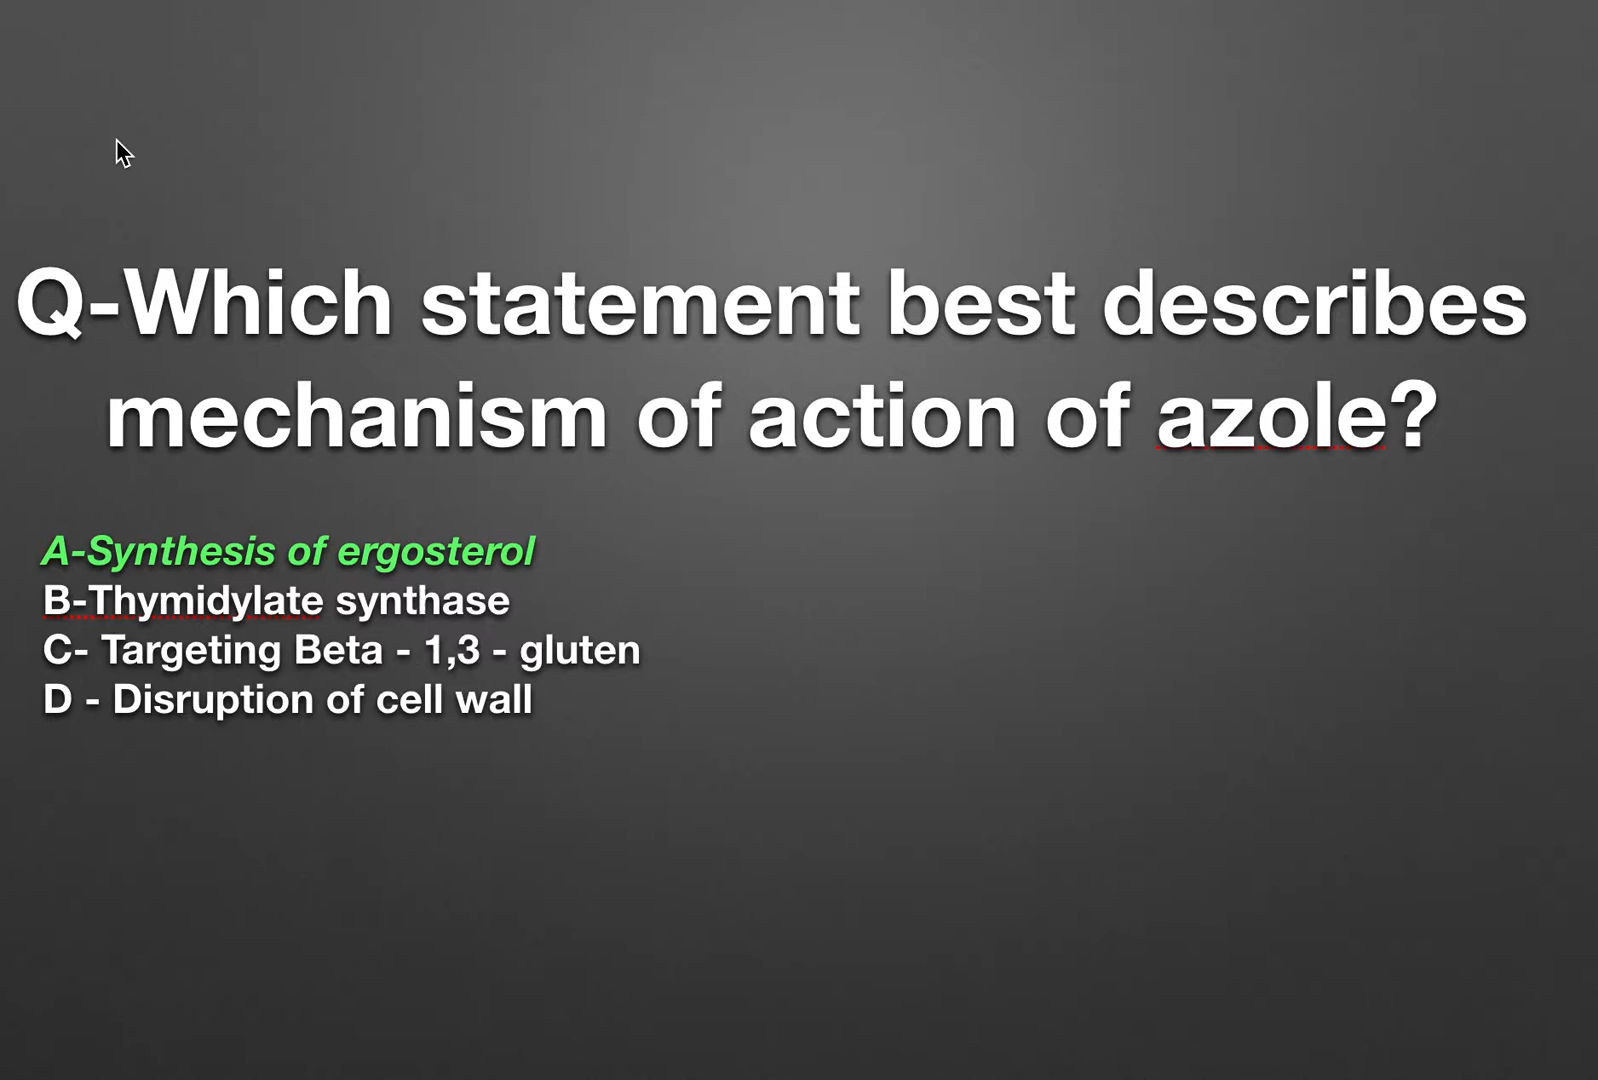 Q-Which statement best describes
mechanism of action of azole?
A-Synthesis of ergosterol
B-Thymidylate synthase
C- Targeting Beta - 1,3 - gluten
D - Disruption of cell wall